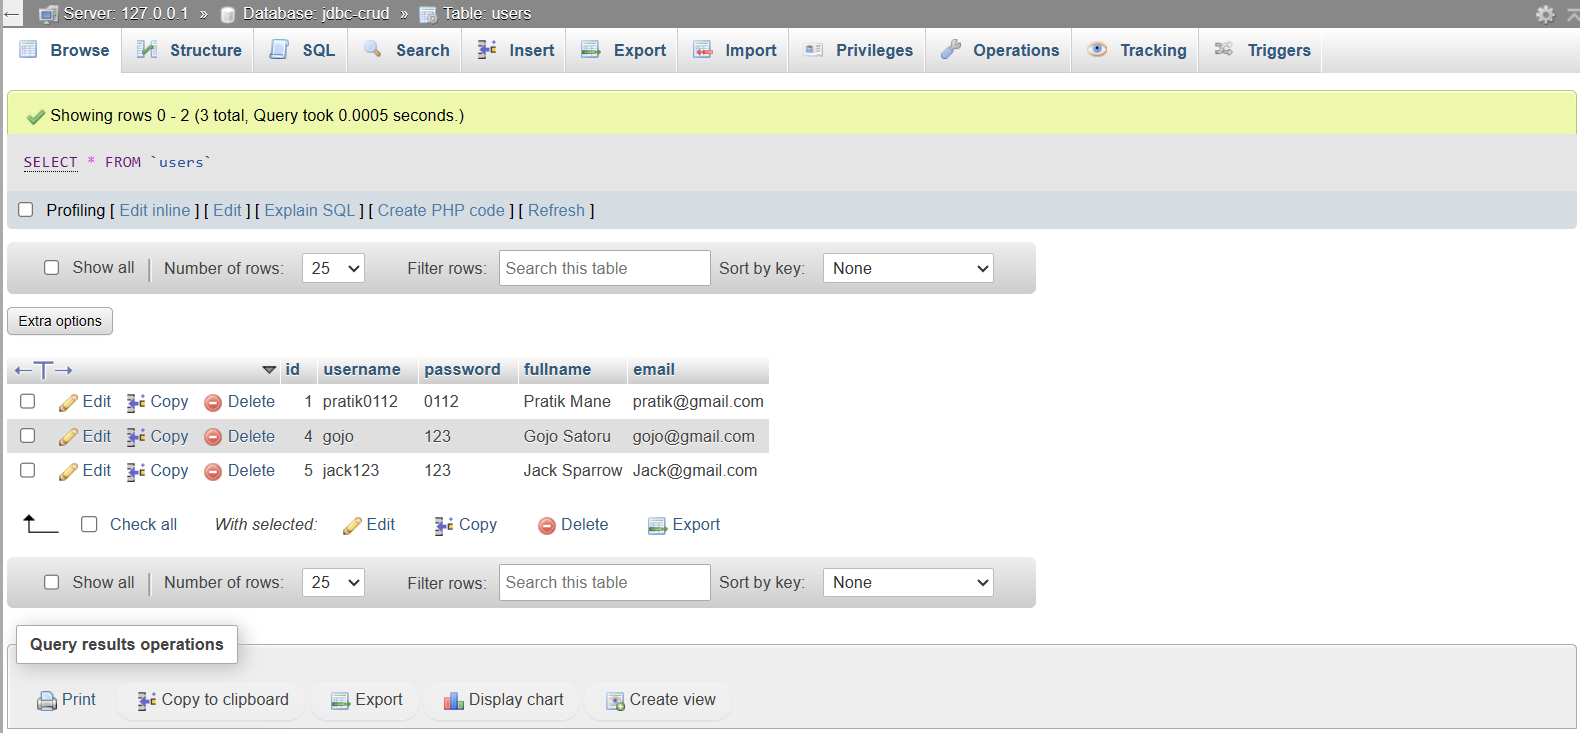 Server: 127.0.0.1 » Database: jdbc-crud » Table: users
Browse Structure SQL Search Insert Export Import Privileges Operations Tracking Triggers
Showing rows 0 - 2 (3 total, Query took 0.0005 seconds.)
SELECT * FROM `users`
Profiling [ Edit inline ] [ Edit ] [ Explain SQL ] [ Create PHP code ] [ Refresh ]
Show all Number of rows: 25 Filter rows: Search this table Sort by key: None
Extra options
id username password fullname email
Edit Copy Delete 1 pratik0112 0112 Pratik Mane pratik@gmail.com
Edit Copy Delete 4 gojo 123 Gojo Satoru gojo@gmail.com
Edit Copy Delete 5 jack123 123 Jack Sparrow Jack@gmail.com
Check all With selected: Edit Copy Delete Export
Show all Number of rows: 25 Filter rows: Search this table Sort by key: None
Query results operations
Print Copy to clipboard Export Display chart Create view